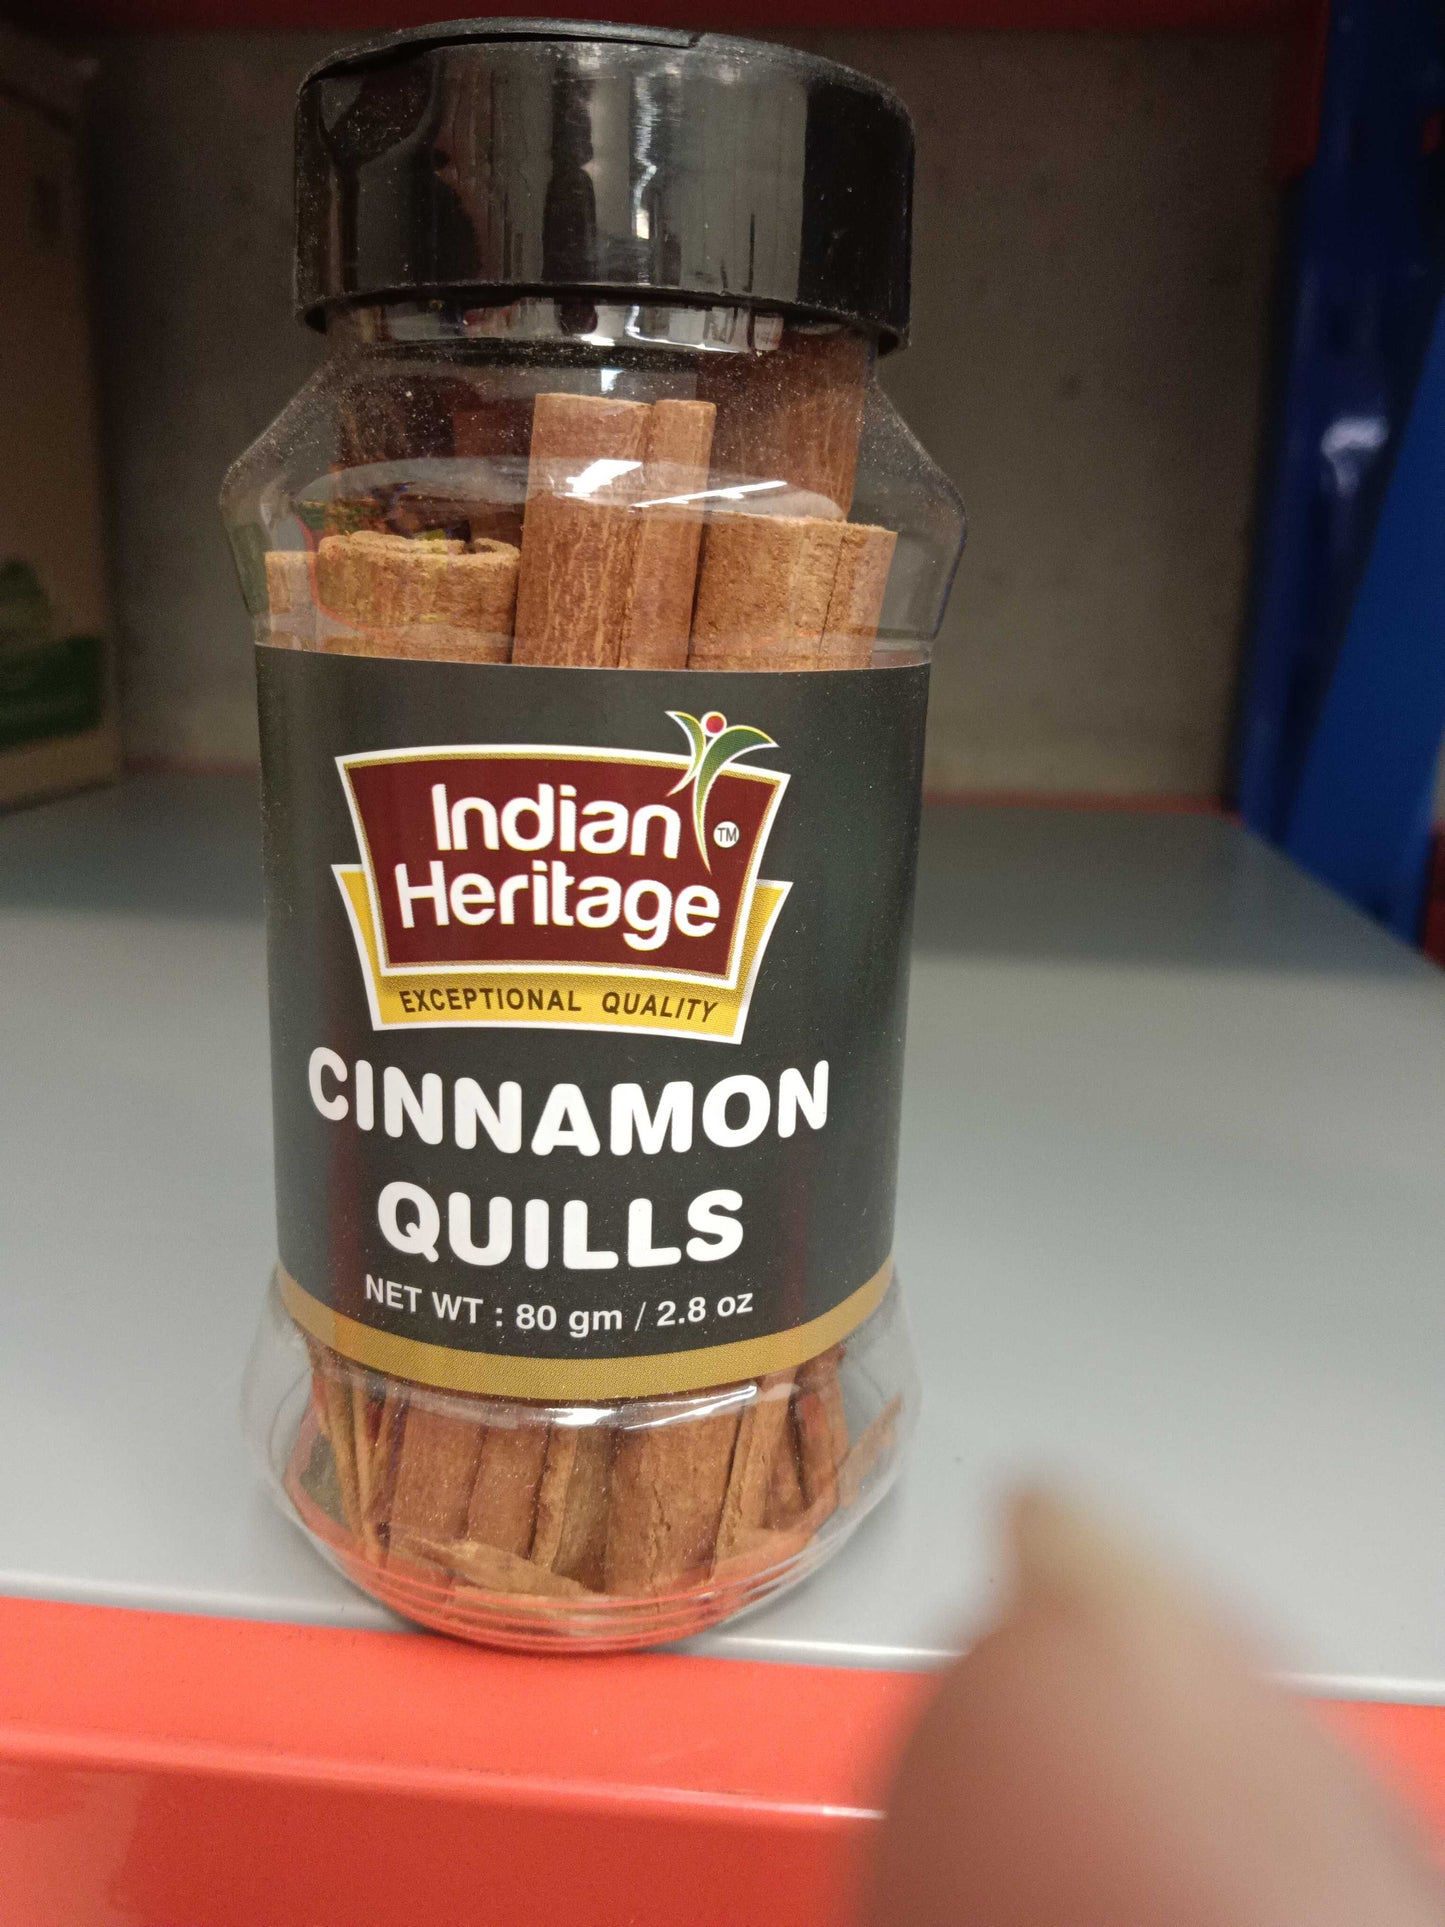 Indian
Heritage
TM
EXCEPTIONAL QUALITY
CINNAMON
QUILLS
NET WT : 80 gm / 2.8 oz